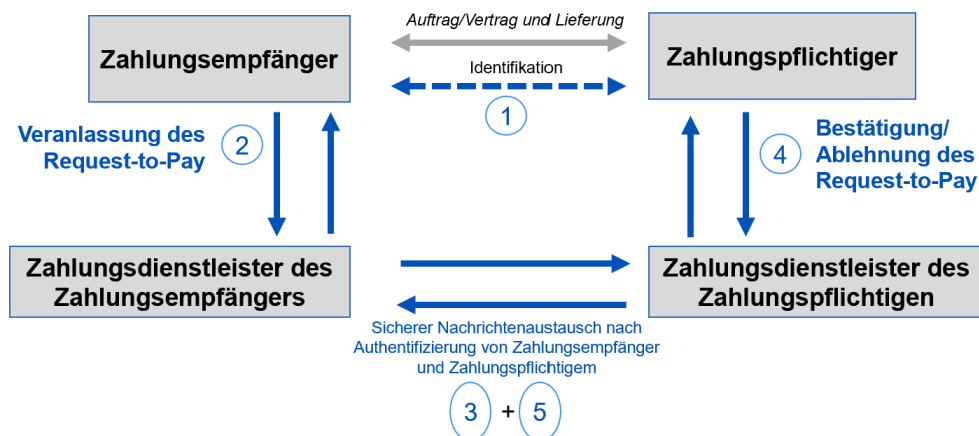 Auftrag/Vertrag und Lieferung
Zahlungsempfänger
Zahlungspflichtiger
Identifikation
1
Veranlassung des
Request-to-Pay
2
4
Bestätigung/
Ablehnung des
Request-to-Pay
Zahlungsdienstleister des
Zahlungsempfängers
Zahlungsdienstleister des
Zahlungspflichtigen
Sicherer Nachrichtenaustausch nach
Authentifizierung von Zahlungsempfänger
und Zahlungspflichtigem
3 + 5